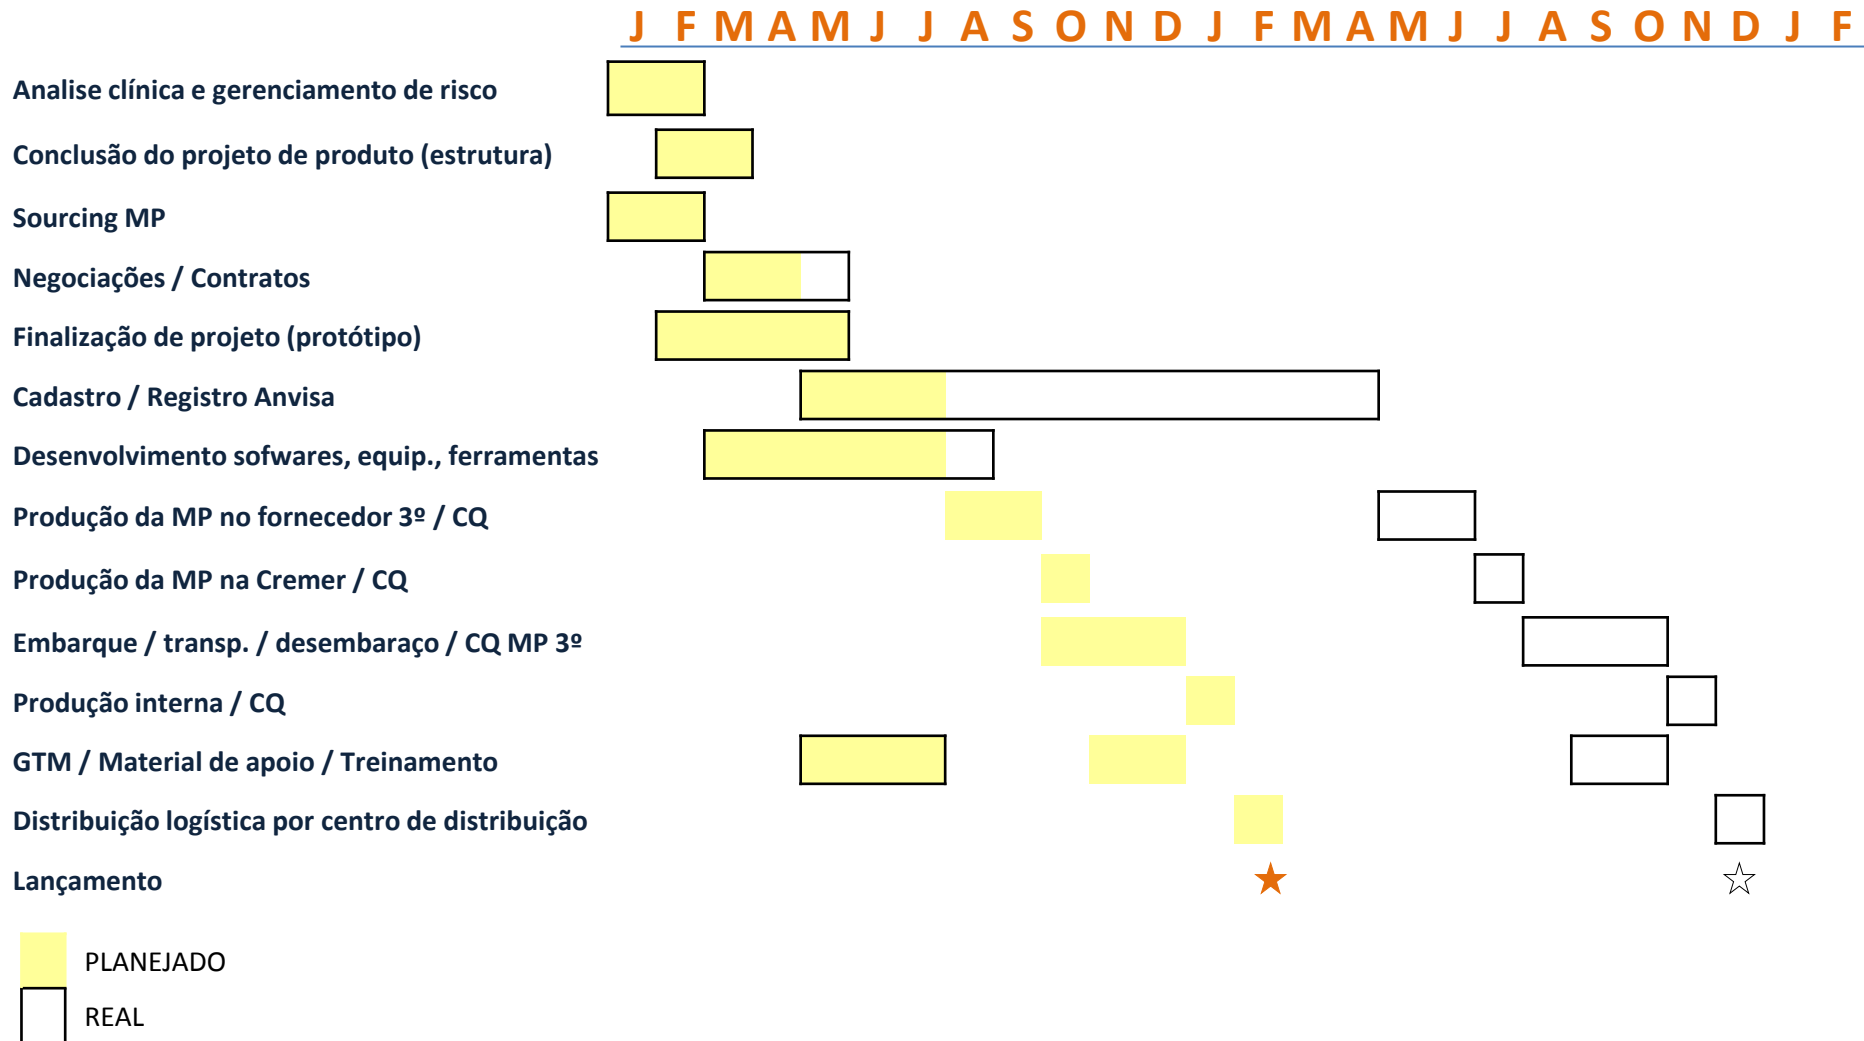 J F M A M J J A S O N D J F M A M J J A S O N D J F
Analise clínica e gerenciamento de risco
Conclusão do projeto de produto (estrutura)
Sourcing MP
Negociações / Contratos
Finalização de projeto (protótipo)
Cadastro / Registro Anvisa
Desenvolvimento sofwares, equip., ferramentas
Produção da MP no fornecedor 3º / CQ
Produção da MP na Cremer / CQ
Embarque / transp. / desembaraço / CQ MP 3º
Produção interna / CQ
GTM / Material de apoio / Treinamento
Distribuição logística por centro de distribuição
Lançamento
PLANEJADO
REAL